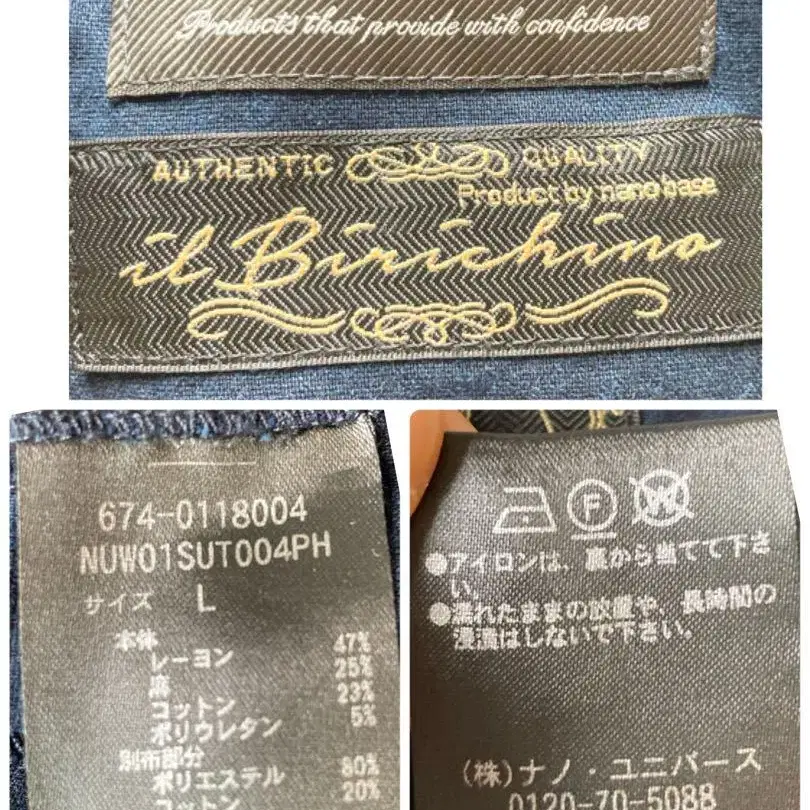 Products that provide with confidence
AUTHENTIC QUALITY
Product by nano base
il Birichino
674-0118004
NUW01SUT004PH
サイズ L
本体
レーヨン 47%
麻 25%
コットン 23%
ポリウレタン 5%
別布部分
ポリエステル 80%
コットン 20%
F
W
●アイロンは、裏から当てて下さ
い。
●濡れたままの放置や、長時間の
浸漬はしないで下さい。
(株)ナノ・ユニバース
0120-70-5088